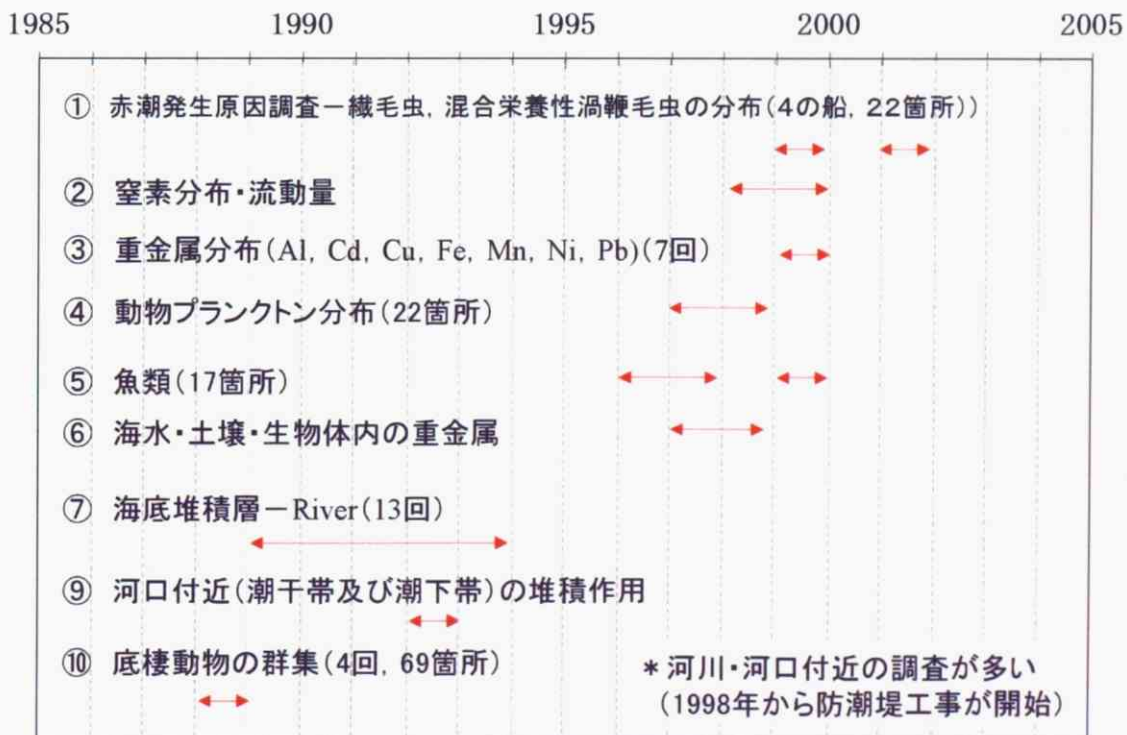 1985 1990 1995 2000 2005
① 赤潮発生原因調査－繊毛虫, 混合栄養性渦鞭毛虫の分布(4の船, 22箇所))
② 窒素分布・流動量
③ 重金属分布(Al, Cd, Cu, Fe, Mn, Ni, Pb)(7回)
④ 動物プランクトン分布(22箇所)
⑤ 魚類(17箇所)
⑥ 海水・土壌・生物体内の重金属
⑦ 海底堆積層－River(13回)
⑨ 河口付近(潮干帯及び潮下帯)の堆積作用
⑩ 底棲動物の群集(4回, 69箇所)
＊河川・河口付近の調査が多い
(1998年から防潮堤工事が開始)